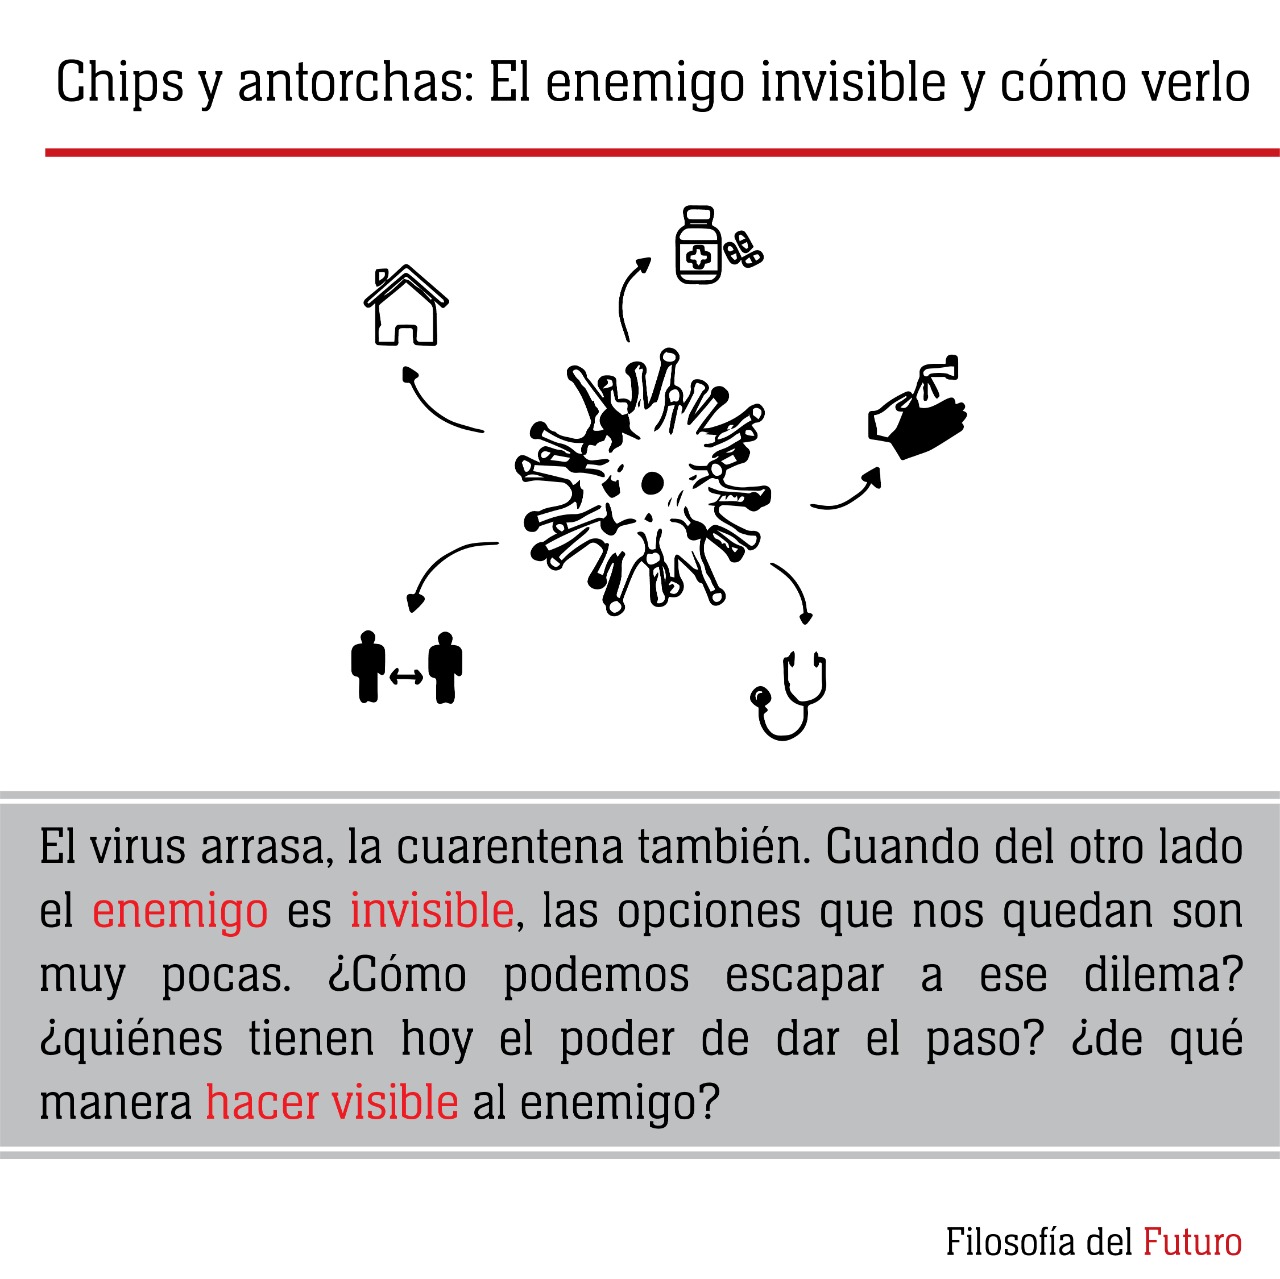 Chips y antorchas: El enemigo invisible y cómo verlo
El virus arrasa, la cuarentena también. Cuando del otro lado
el enemigo es invisible, las opciones que nos quedan son
muy pocas. ¿Cómo podemos escapar a ese dilema?
¿quiénes tienen hoy el poder de dar el paso? ¿de qué
manera hacer visible al enemigo?
Filosofía del Futuro